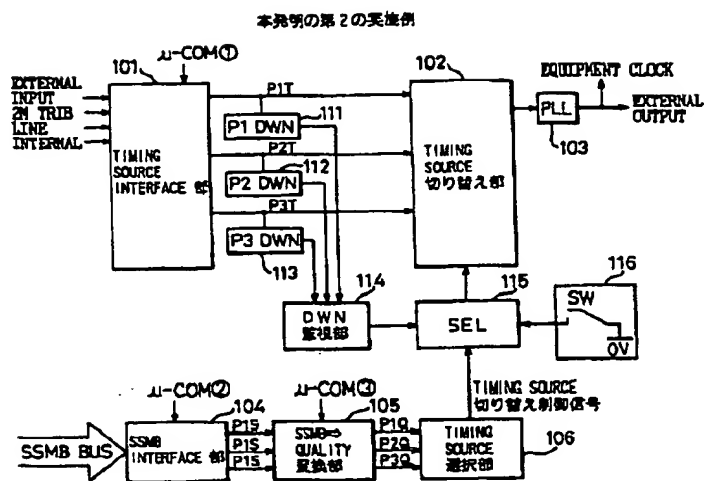 本発明の第2の実施例
μ-COM①
101
102
EXTERNAL
INPUT
2M TRIB
LINE
INTERNAL
TIMING
SOURCE
INTERFACE 部
P1T
111
P1 DWN
P2T
112
P2 DWN
P3T
P3 DWN
113
TIMING
SOURCE
切り替え部
EQUIPMENT CLOCK
PLL
103
EXTERNAL
OUTPUT
114
DWN
監視部
115
SEL
116
SW
0V
TIMING SOURCE
切り替え制御信号
μ-COM②
104
μ-COM③
105
SSMB BUS
SSMB
INTERFACE 部
P1S
P1S
P1S
SSMB⇨
QUALITY
変換部
P1Q
P2Q
P3Q
TIMING
SOURCE
選択部
106